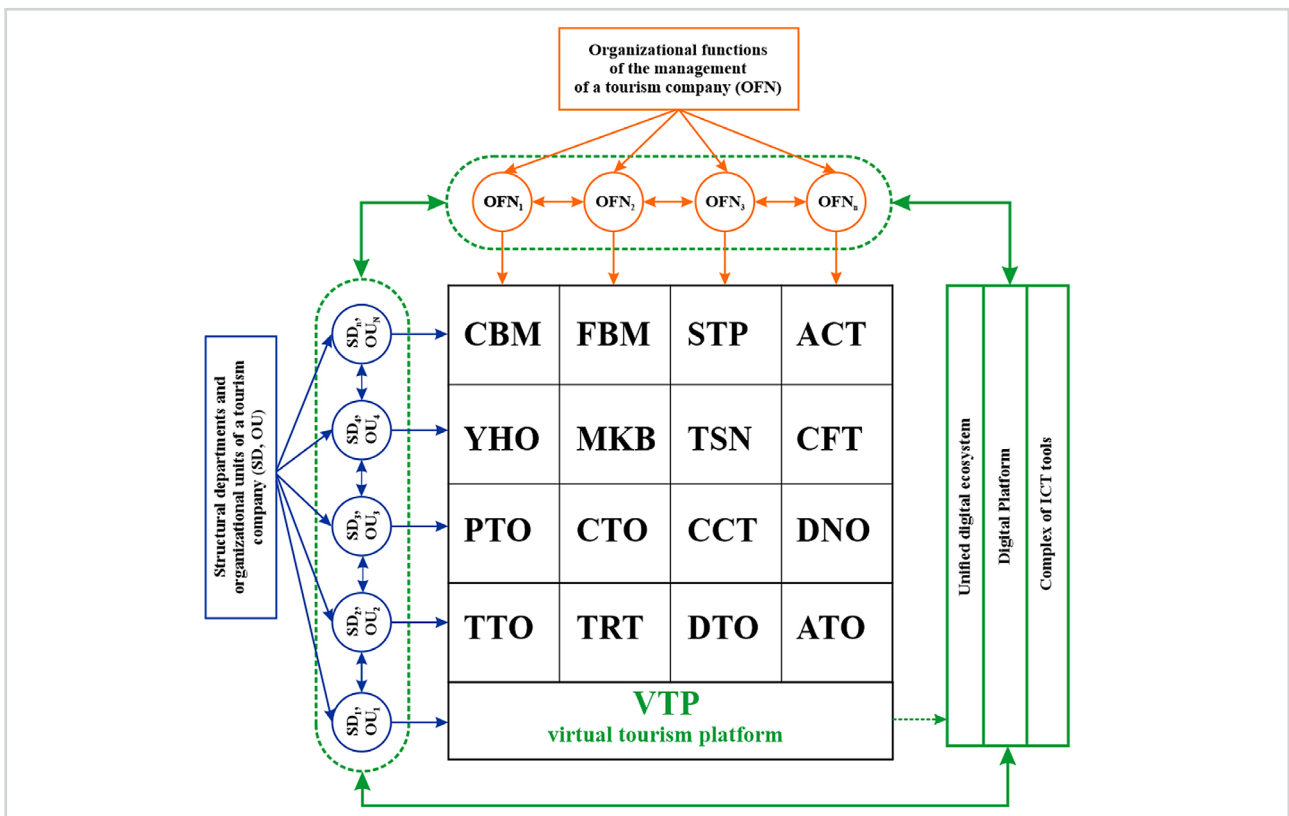 Organizational functions
of the management
of a tourism company (OFN)
OFN₁
OFN₂
OFN₃
OFNₙ
Structural departments and
organizational units of a tourism
company (SD, OU)
SDₙ,
OU_N
SD₄,
OU₄
SD₃,
OU₃
SD₂,
OU₂
SD₁,
OU₁
CBM FBM STP ACT
YHO MKB TSN CFT
PTO CTO CCT DNO
TTO TRT DTO ATO
VTP
virtual tourism platform
Unified digital ecosystem
Digital Platform
Complex of ICT tools